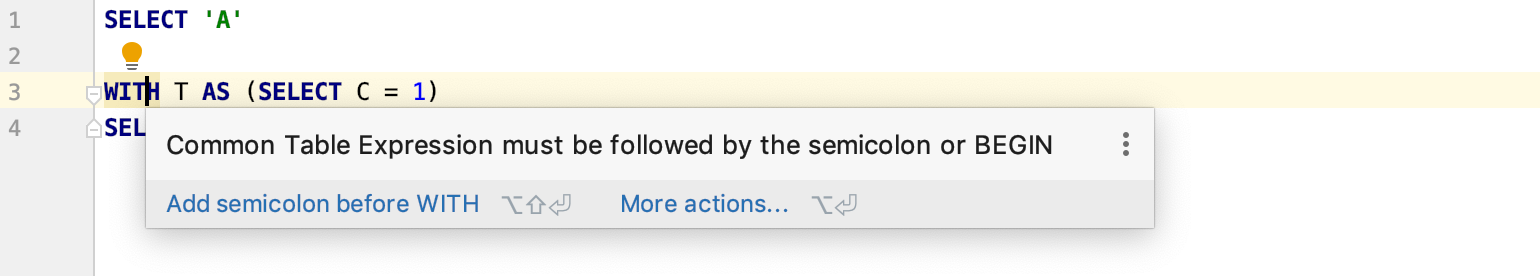 1 SELECT 'A'
2
3 WITH T AS (SELECT C = 1)
4 SEL
Common Table Expression must be followed by the semicolon or BEGIN
Add semicolon before WITH ⌥⇧⏎ More actions... ⌥⏎